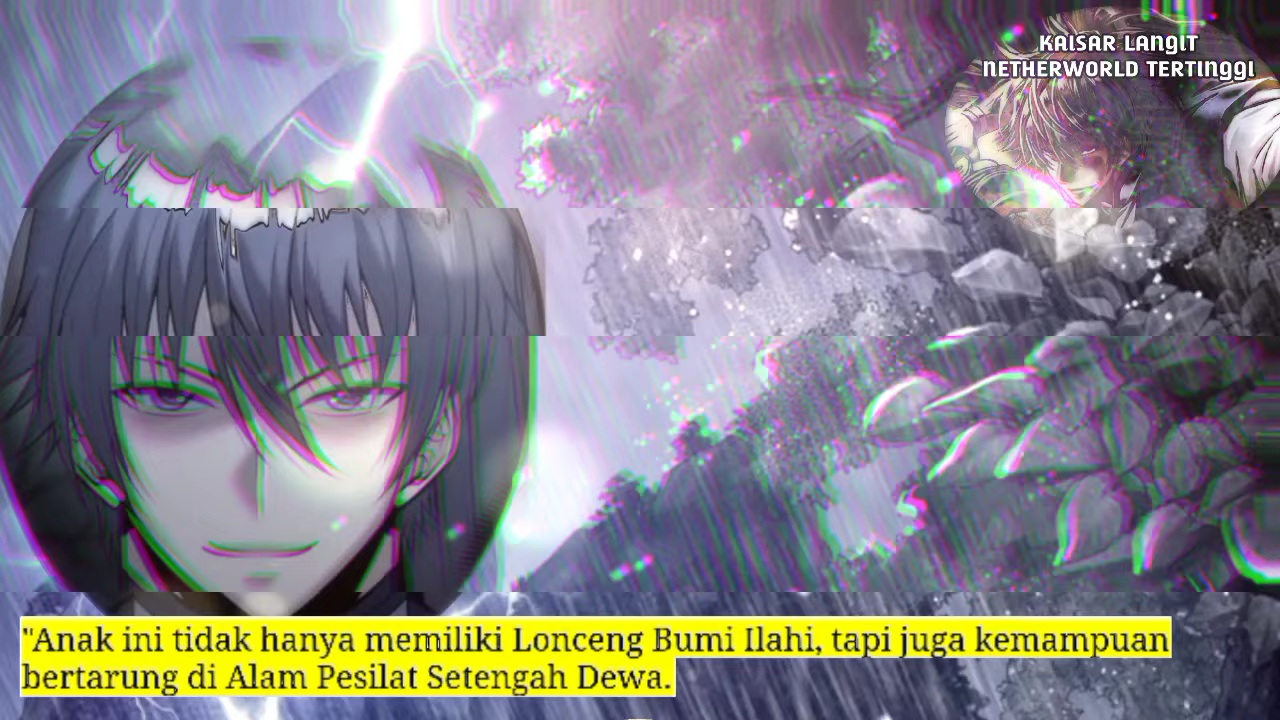 KAISAR LANGIT
NETHERWORLD TERTINGGI
"Anak ini tidak hanya memiliki Lonceng Bumi Ilahi, tapi juga kemampuan
bertarung di Alam Pesilat Setengah Dewa.